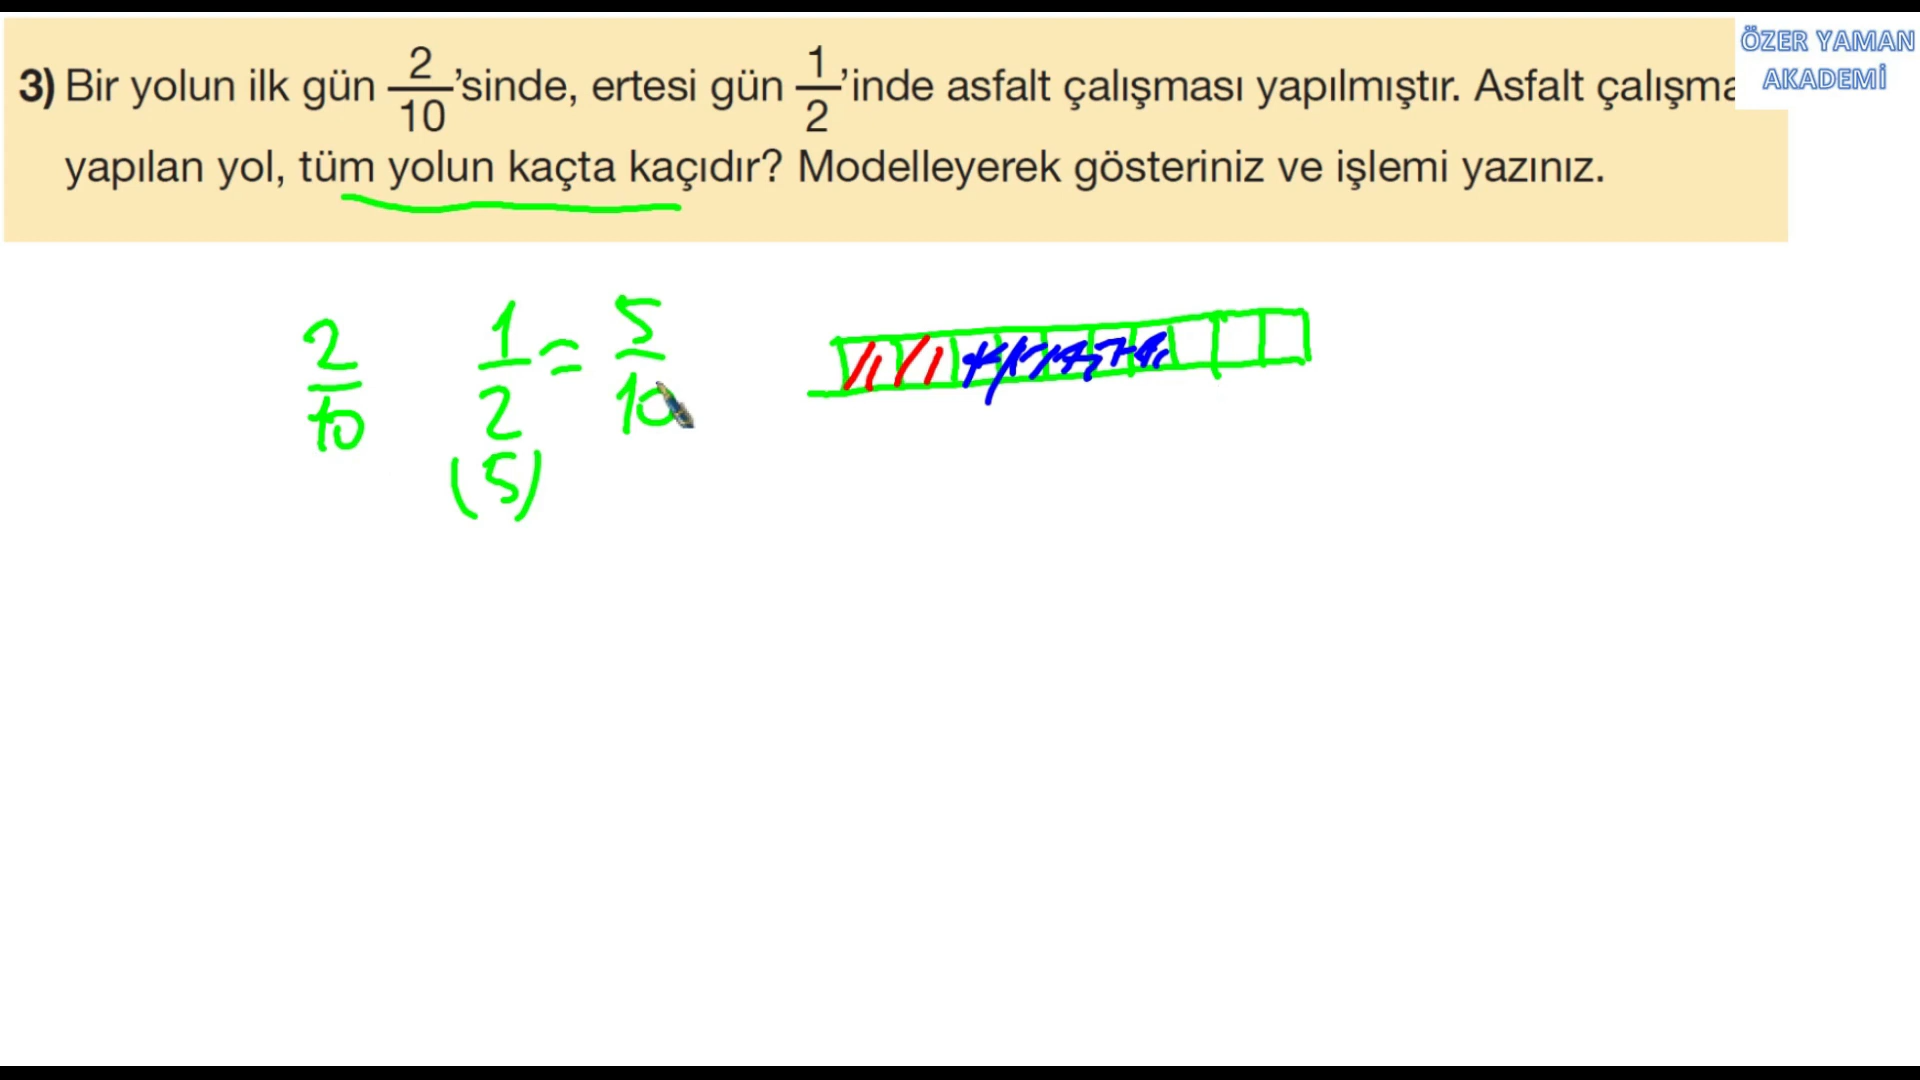 3) Bir yolun ilk gün 2/10'sinde, ertesi gün 1/2'inde asfalt çalışması yapılmıştır. Asfalt çalışma
yapılan yol, tüm yolun kaçta kaçıdır? Modelleyerek gösteriniz ve işlemi yazınız.
ÖZER YAMAN
AKADEMİ
2/10 1/2 = 5/10
(5)